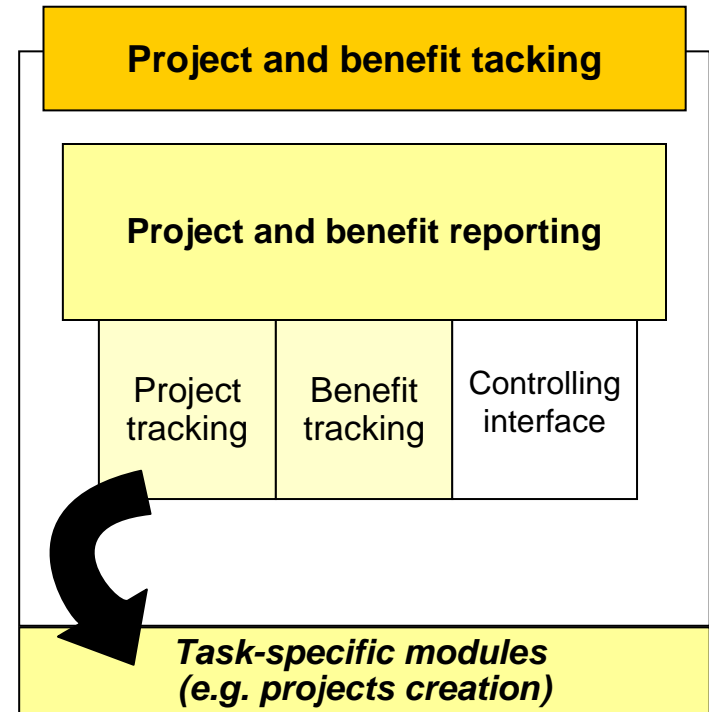 Project and benefit tacking
Project and benefit reporting
Project
tracking
Benefit
tracking
Controlling
interface
Task-specific modules
(e.g. projects creation)